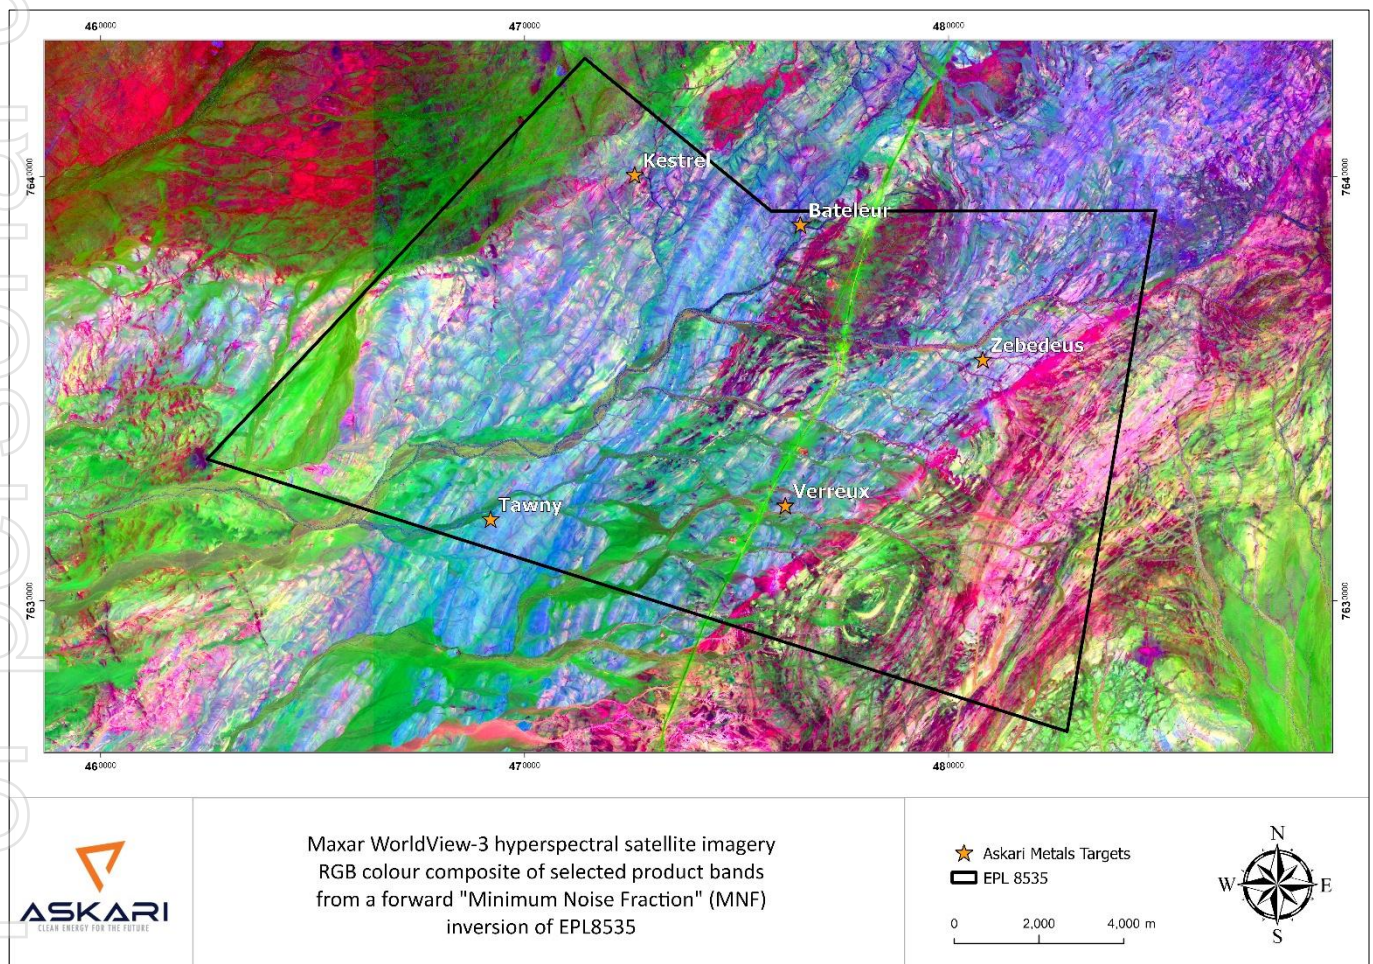 46⁰⁰⁰⁰ 47⁰⁰⁰⁰ 48⁰⁰⁰⁰
764⁰⁰⁰⁰ 764⁰⁰⁰⁰
Kestrel
Bateleur
Zebedeus
Verreux
Tawny
763⁰⁰⁰⁰ 763⁰⁰⁰⁰
46⁰⁰⁰⁰ 47⁰⁰⁰⁰ 48⁰⁰⁰⁰
ASKARI
CLEAN ENERGY FOR THE FUTURE
Maxar WorldView-3 hyperspectral satellite imagery
RGB colour composite of selected product bands
from a forward "Minimum Noise Fraction" (MNF)
inversion of EPL8535
Askari Metals Targets
EPL 8535
0 2,000 4,000 m
N
W E
S